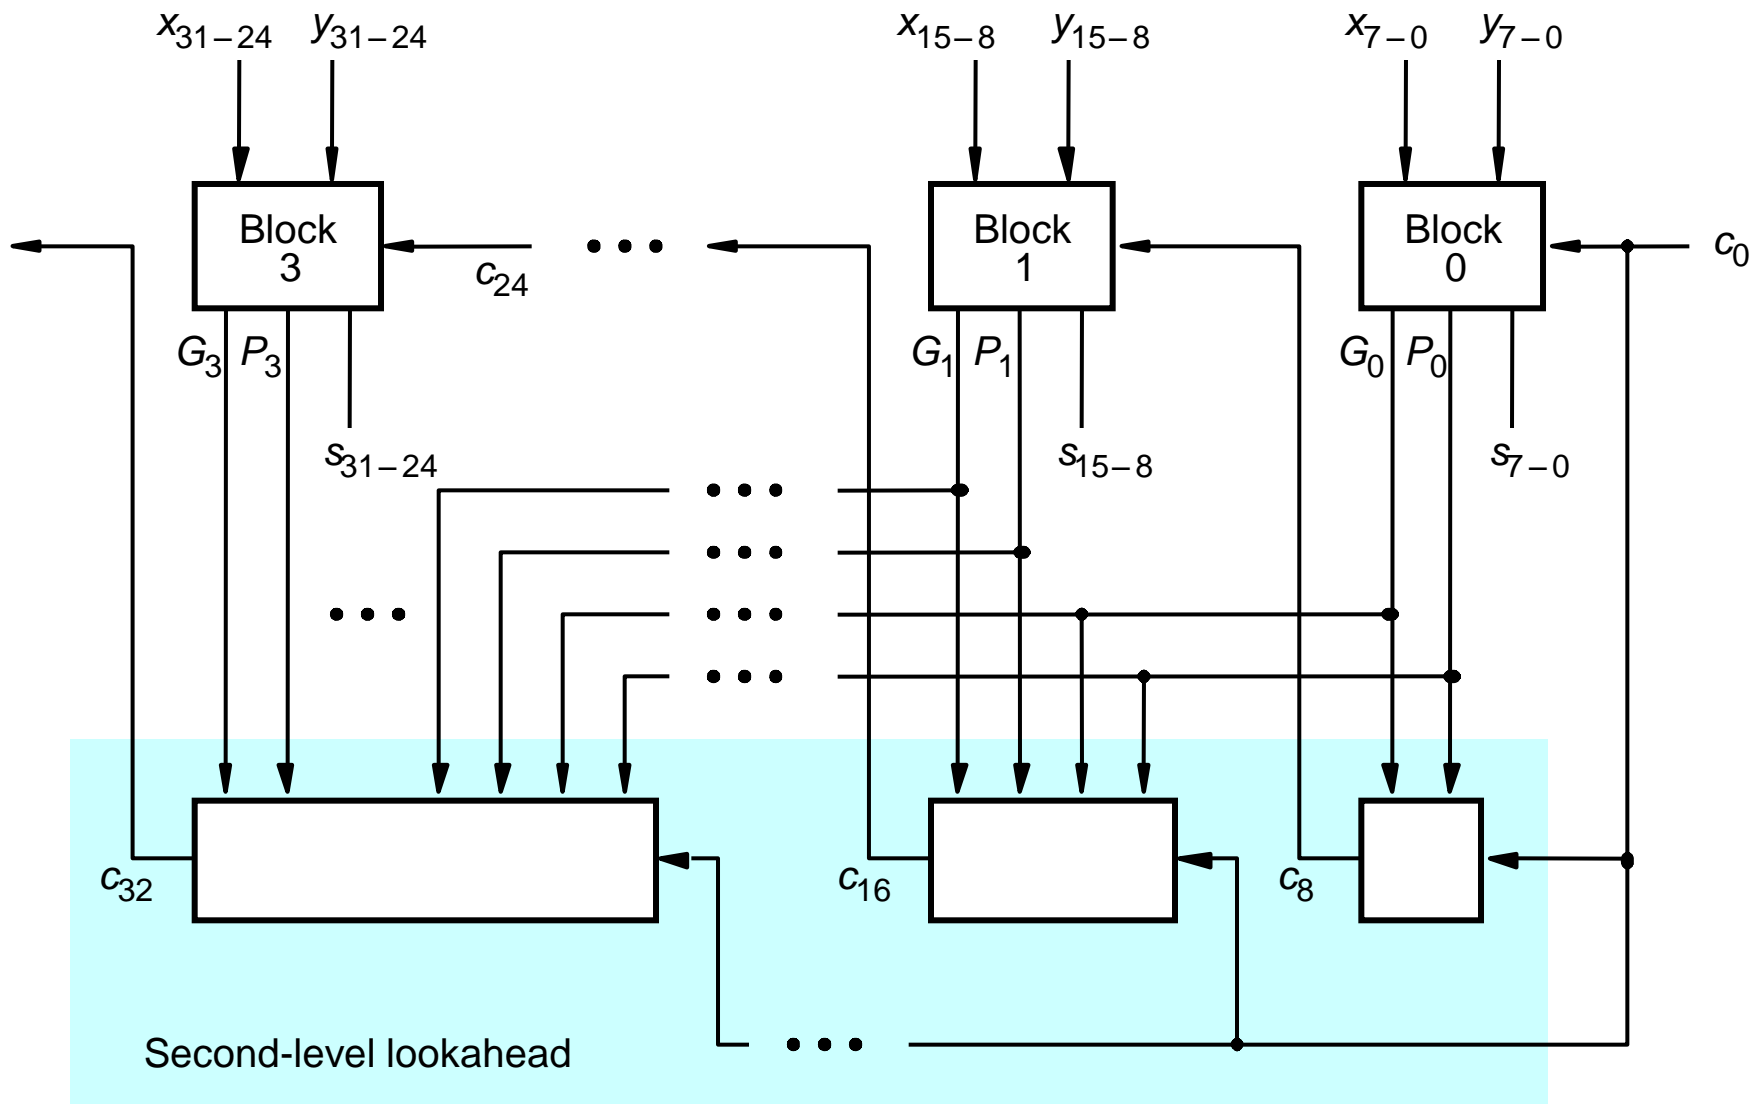 x31–24 y31–24 x15–8 y15–8 x7–0 y7–0
Block 3
Block 1
Block 0
c0
c24
G3 P3
G1 P1
G0 P0
s31–24
s15–8
s7–0
c32
c16
c8
Second-level lookahead